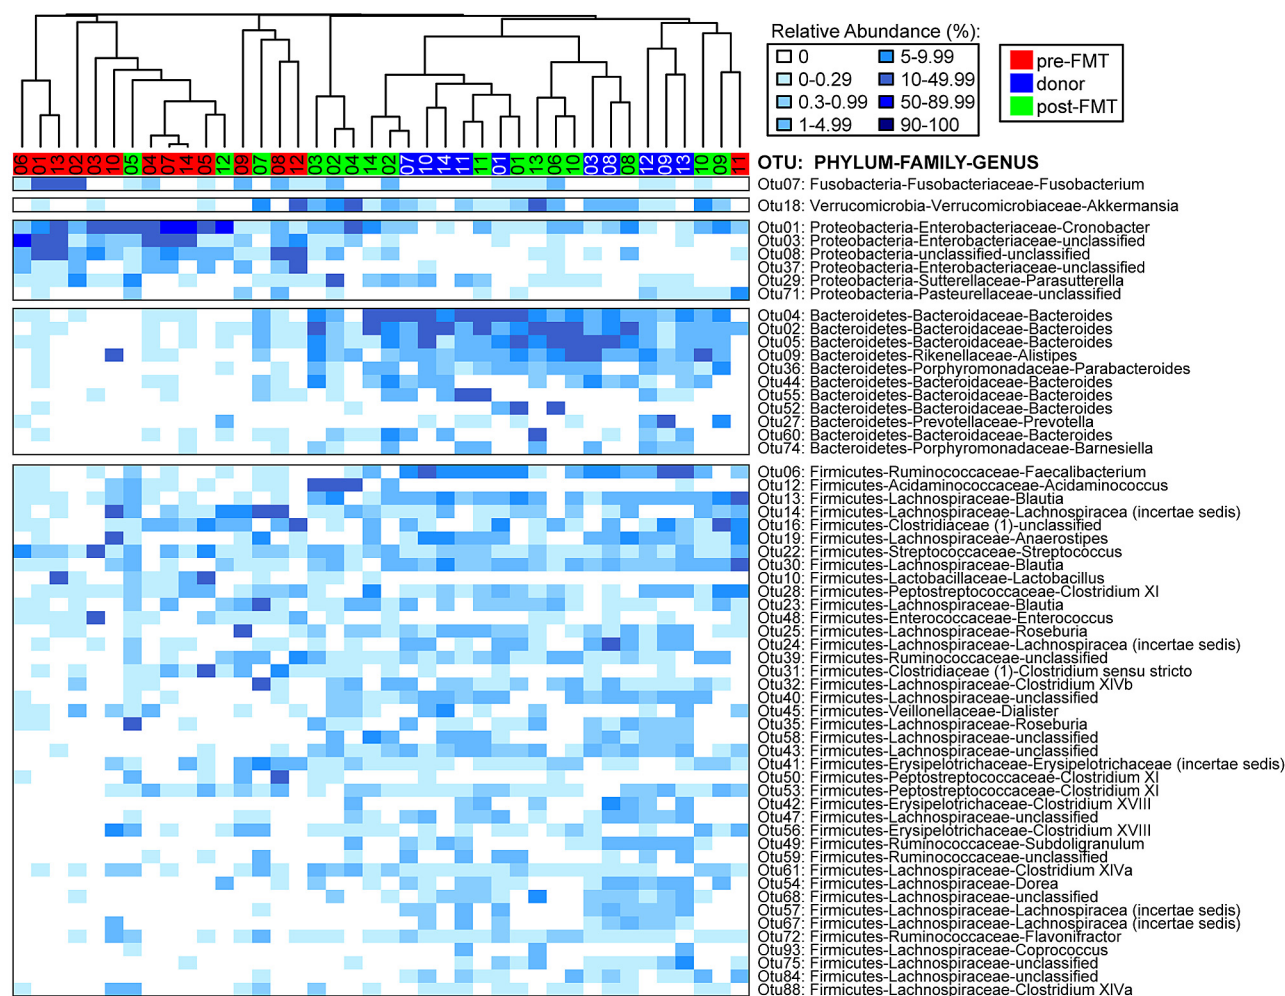 Relative Abundance (%):
0
5-9.99
0-0.29
10-49.99
0.3-0.99
50-89.99
1-4.99
90-100
pre-FMT
donor
post-FMT
06 01 13 02 03 10 05 04 07 14 05 12 09 07 08 12 03 04 14 02 07 10 14 11 11 01 01 13 06 10 03 08 08 12 09 13 10 09 11
OTU: PHYLUM-FAMILY-GENUS
Otu07: Fusobacteria-Fusobacteriaceae-Fusobacterium
Otu18: Verrucomicrobia-Verrucomicrobiaceae-Akkermansia
Otu01: Proteobacteria-Enterobacteriaceae-Cronobacter
Otu03: Proteobacteria-Enterobacteriaceae-unclassified
Otu08: Proteobacteria-unclassified-unclassified
Otu37: Proteobacteria-Enterobacteriaceae-unclassified
Otu29: Proteobacteria-Sutterellaceae-Parasutterella
Otu71: Proteobacteria-Pasteurellaceae-unclassified
Otu04: Bacteroidetes-Bacteroidaceae-Bacteroides
Otu02: Bacteroidetes-Bacteroidaceae-Bacteroides
Otu05: Bacteroidetes-Bacteroidaceae-Bacteroides
Otu09: Bacteroidetes-Rikenellaceae-Alistipes
Otu36: Bacteroidetes-Porphyromonadaceae-Parabacteroides
Otu44: Bacteroidetes-Bacteroidaceae-Bacteroides
Otu55: Bacteroidetes-Bacteroidaceae-Bacteroides
Otu52: Bacteroidetes-Bacteroidaceae-Bacteroides
Otu27: Bacteroidetes-Prevotellaceae-Prevotella
Otu60: Bacteroidetes-Bacteroidaceae-Bacteroides
Otu74: Bacteroidetes-Porphyromonadaceae-Barnesiella
Otu06: Firmicutes-Ruminococcaceae-Faecalibacterium
Otu12: Firmicutes-Acidaminococcaceae-Acidaminococcus
Otu13: Firmicutes-Lachnospiraceae-Blautia
Otu14: Firmicutes-Lachnospiraceae-Lachnospiracea (incertae sedis)
Otu16: Firmicutes-Clostridiaceae (1)-unclassified
Otu19: Firmicutes-Lachnospiraceae-Anaerostipes
Otu22: Firmicutes-Streptococcaceae-Streptococcus
Otu30: Firmicutes-Lachnospiraceae-Blautia
Otu10: Firmicutes-Lactobacillaceae-Lactobacillus
Otu28: Firmicutes-Peptostreptococcaceae-Clostridium XI
Otu23: Firmicutes-Lachnospiraceae-Blautia
Otu48: Firmicutes-Enterococcaceae-Enterococcus
Otu25: Firmicutes-Lachnospiraceae-Roseburia
Otu24: Firmicutes-Lachnospiraceae-Lachnospiracea (incertae sedis)
Otu39: Firmicutes-Ruminococcaceae-unclassified
Otu31: Firmicutes-Clostridiaceae (1)-Clostridium sensu stricto
Otu32: Firmicutes-Lachnospiraceae-Clostridium XIVb
Otu40: Firmicutes-Lachnospiraceae-unclassified
Otu45: Firmicutes-Veillonellaceae-Dialister
Otu35: Firmicutes-Lachnospiraceae-Roseburia
Otu58: Firmicutes-Lachnospiraceae-unclassified
Otu43: Firmicutes-Lachnospiraceae-unclassified
Otu41: Firmicutes-Erysipelotrichaceae-Erysipelotrichaceae (incertae sedis)
Otu50: Firmicutes-Peptostreptococcaceae-Clostridium XI
Otu53: Firmicutes-Peptostreptococcaceae-Clostridium XI
Otu42: Firmicutes-Erysipelotrichaceae-Clostridium XVIII
Otu47: Firmicutes-Lachnospiraceae-unclassified
Otu56: Firmicutes-Erysipelotrichaceae-Clostridium XVIII
Otu49: Firmicutes-Ruminococcaceae-Subdoligranulum
Otu59: Firmicutes-Ruminococcaceae-unclassified
Otu61: Firmicutes-Lachnospiraceae-Clostridium XIVa
Otu54: Firmicutes-Lachnospiraceae-Dorea
Otu68: Firmicutes-Lachnospiraceae-unclassified
Otu57: Firmicutes-Lachnospiraceae-Lachnospiracea (incertae sedis)
Otu67: Firmicutes-Lachnospiraceae-Lachnospiracea (incertae sedis)
Otu72: Firmicutes-Ruminococcaceae-Flavonifractor
Otu93: Firmicutes-Lachnospiraceae-Coprococcus
Otu75: Firmicutes-Lachnospiraceae-unclassified
Otu84: Firmicutes-Lachnospiraceae-unclassified
Otu88: Firmicutes-Lachnospiraceae-Clostridium XIVa